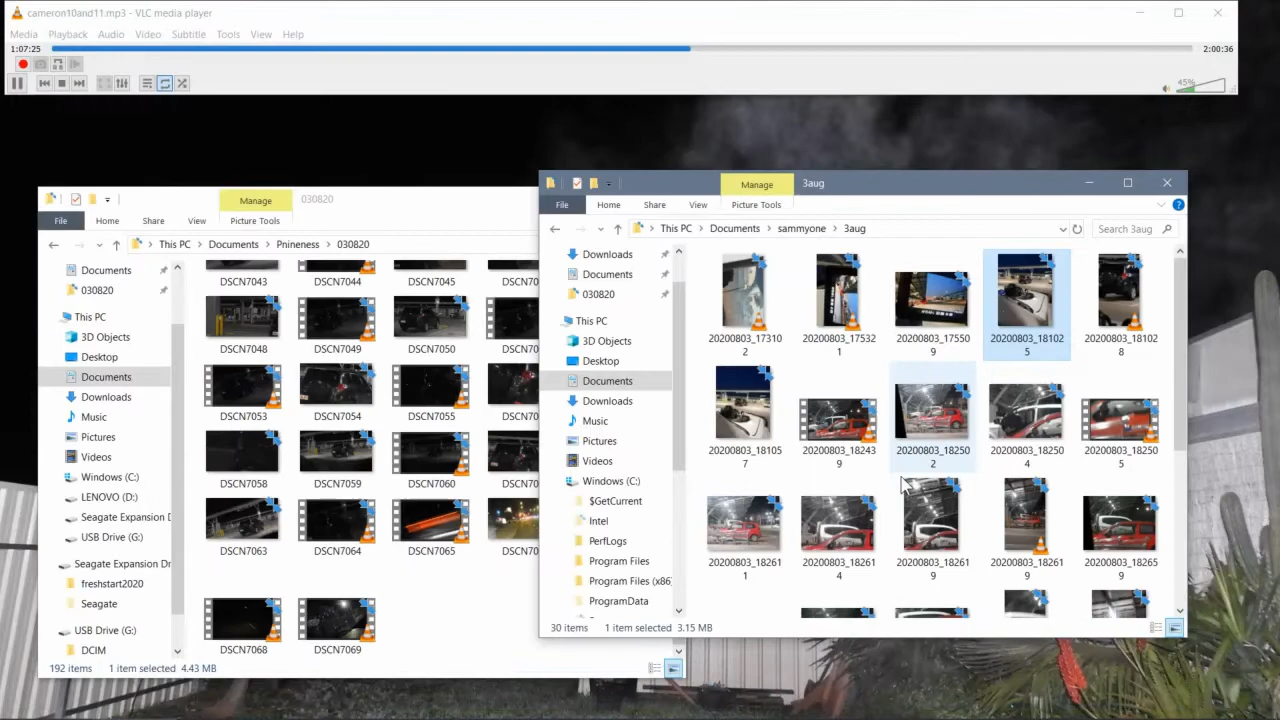 cameron10and11.mp3 - VLC media player
Media Playback Audio Video Subtitle Tools View Help
1:07:25 2:00:36
45%
Manage 030820
File Home Share View Picture Tools
This PC Documents Pnineness 030820
Documents
030820
This PC
3D Objects
Desktop
Documents
Downloads
Music
Pictures
Videos
Windows (C:)
LENOVO (D:)
Seagate Expansion D
USB Drive (G:)
Seagate Expansion Dr
freshstart2020
Seagate
USB Drive (G:)
DCIM
DSCN7043 DSCN7044 DSCN7045 DSCN70
DSCN7048 DSCN7049 DSCN7050 DSCN70
DSCN7053 DSCN7054 DSCN7055 DSCN70
DSCN7058 DSCN7059 DSCN7060 DSCN70
DSCN7063 DSCN7064 DSCN7065 DSCN70
DSCN7068 DSCN7069
192 items 1 item selected 4.43 MB
Manage 3aug
File Home Share View Picture Tools
This PC Documents sammyone 3aug Search 3aug
Downloads
Documents
030820
This PC
3D Objects
Desktop
Documents
Downloads
Music
Pictures
Videos
Windows (C:)
$GetCurrent
Intel
PerfLogs
Program Files
Program Files (x86)
ProgramData
20200803_17310 20200803_17532 20200803_17550 20200803_18102 20200803_18102
2 1 9 5 8
20200803_18105 20200803_18243 20200803_18250 20200803_18250 20200803_18250
7 9 2 4 5
20200803_18261 20200803_18261 20200803_18261 20200803_18261 20200803_18265
1 4 9 9 9
30 items 1 item selected 3.15 MB